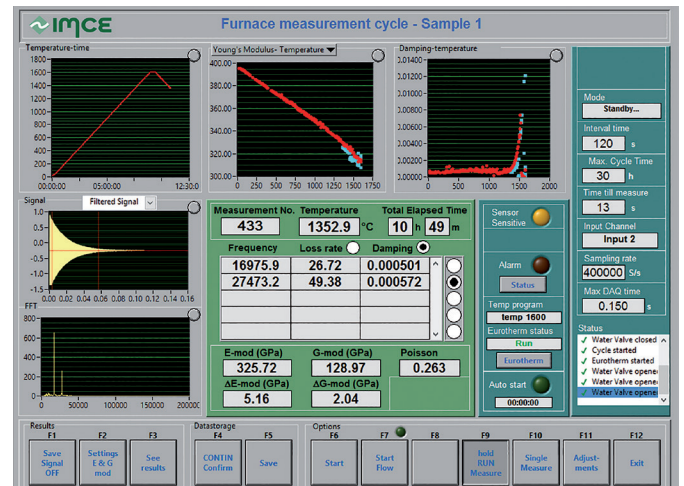 IMCE
Furnace measurement cycle - Sample 1
Temperature-time
1800
1600
1400
1200
1000
800
600
400
200
0
00:00:00
05:00:00
12:30:0
Young's Modulus- Temperature
400.00
380.00
360.00
340.00
320.00
300.00
0 250 500 750 1000 1250 1500 1750
Damping-temperature
0.01400
0.01200
1.01000
0.00800
0.00600
0.00400
0.00200
0.00000
0 500 1000 1500 2000
Mode
Standby...
Interval time
120 s
Max. Cycle Time
30 h
Time till measure
13 s
Input Channel
Input 2
Sampling rate
400000 S/s
Max DAQ time
0.150 s
Status
Water Valve closed
Cycle started
Eurotherm started
Water Valve opene
Water Valve opene
Water Valve opene
Signal
Filtered Signal
1.0
0.5
0.0
-0.5
-1.0
-1.5
0.00 0.02 0.04 0.06 0.08 0.10 0.12 0.14 0.16
FFT
800
600
400
200
0
0 50000 100000 150000 200000
Measurement No. Temperature Total Elapsed Time
433 1352.9 °C 10 h 49 m
Frequency Loss rate Damping
16975.9 26.72 0.000501
27473.2 49.38 0.000572
E-mod (GPa) G-mod (GPa) Poisson
325.72 128.97 0.263
ΔE-mod (GPa) ΔG-mod (GPa)
5.16 2.04
Sensor
Sensitive
Alarm
Status
Temp program
temp 1600
Eurotherm status
Run
Eurotherm
Auto start
00:00:00
Results
F1 F2 F3
Save Signal OFF
Settings E & G mod
See results
Datastorage
F4 F5
CONTIN Confirm
Save
Options
F6 F7 F8 F9 F10 F11 F12
Start
Start Flow
hold RUN Measure
Single Measure
Adjust-ments
Exit